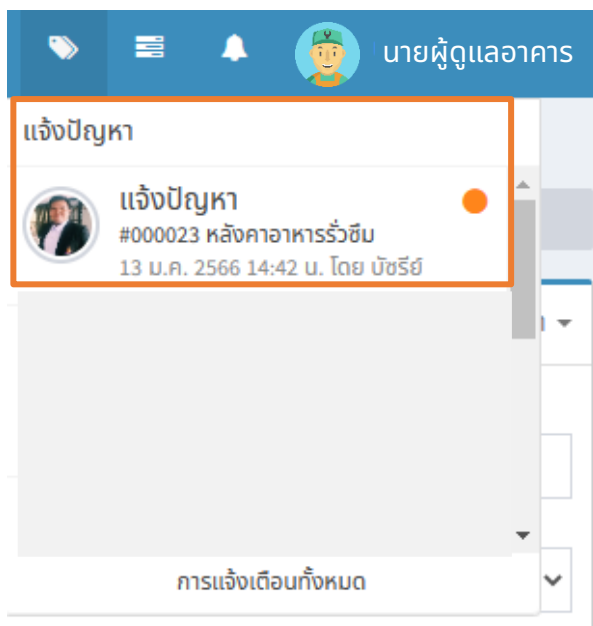 นายผู้ดูแลอาคาร
แจ้งปัญหา
แจ้งปัญหา
#000023 หลังคาอาหารรั่วซึม
13 ม.ค. 2566 14:42 น. โดย บัซรีย์
การแจ้งเตือนทั้งหมด